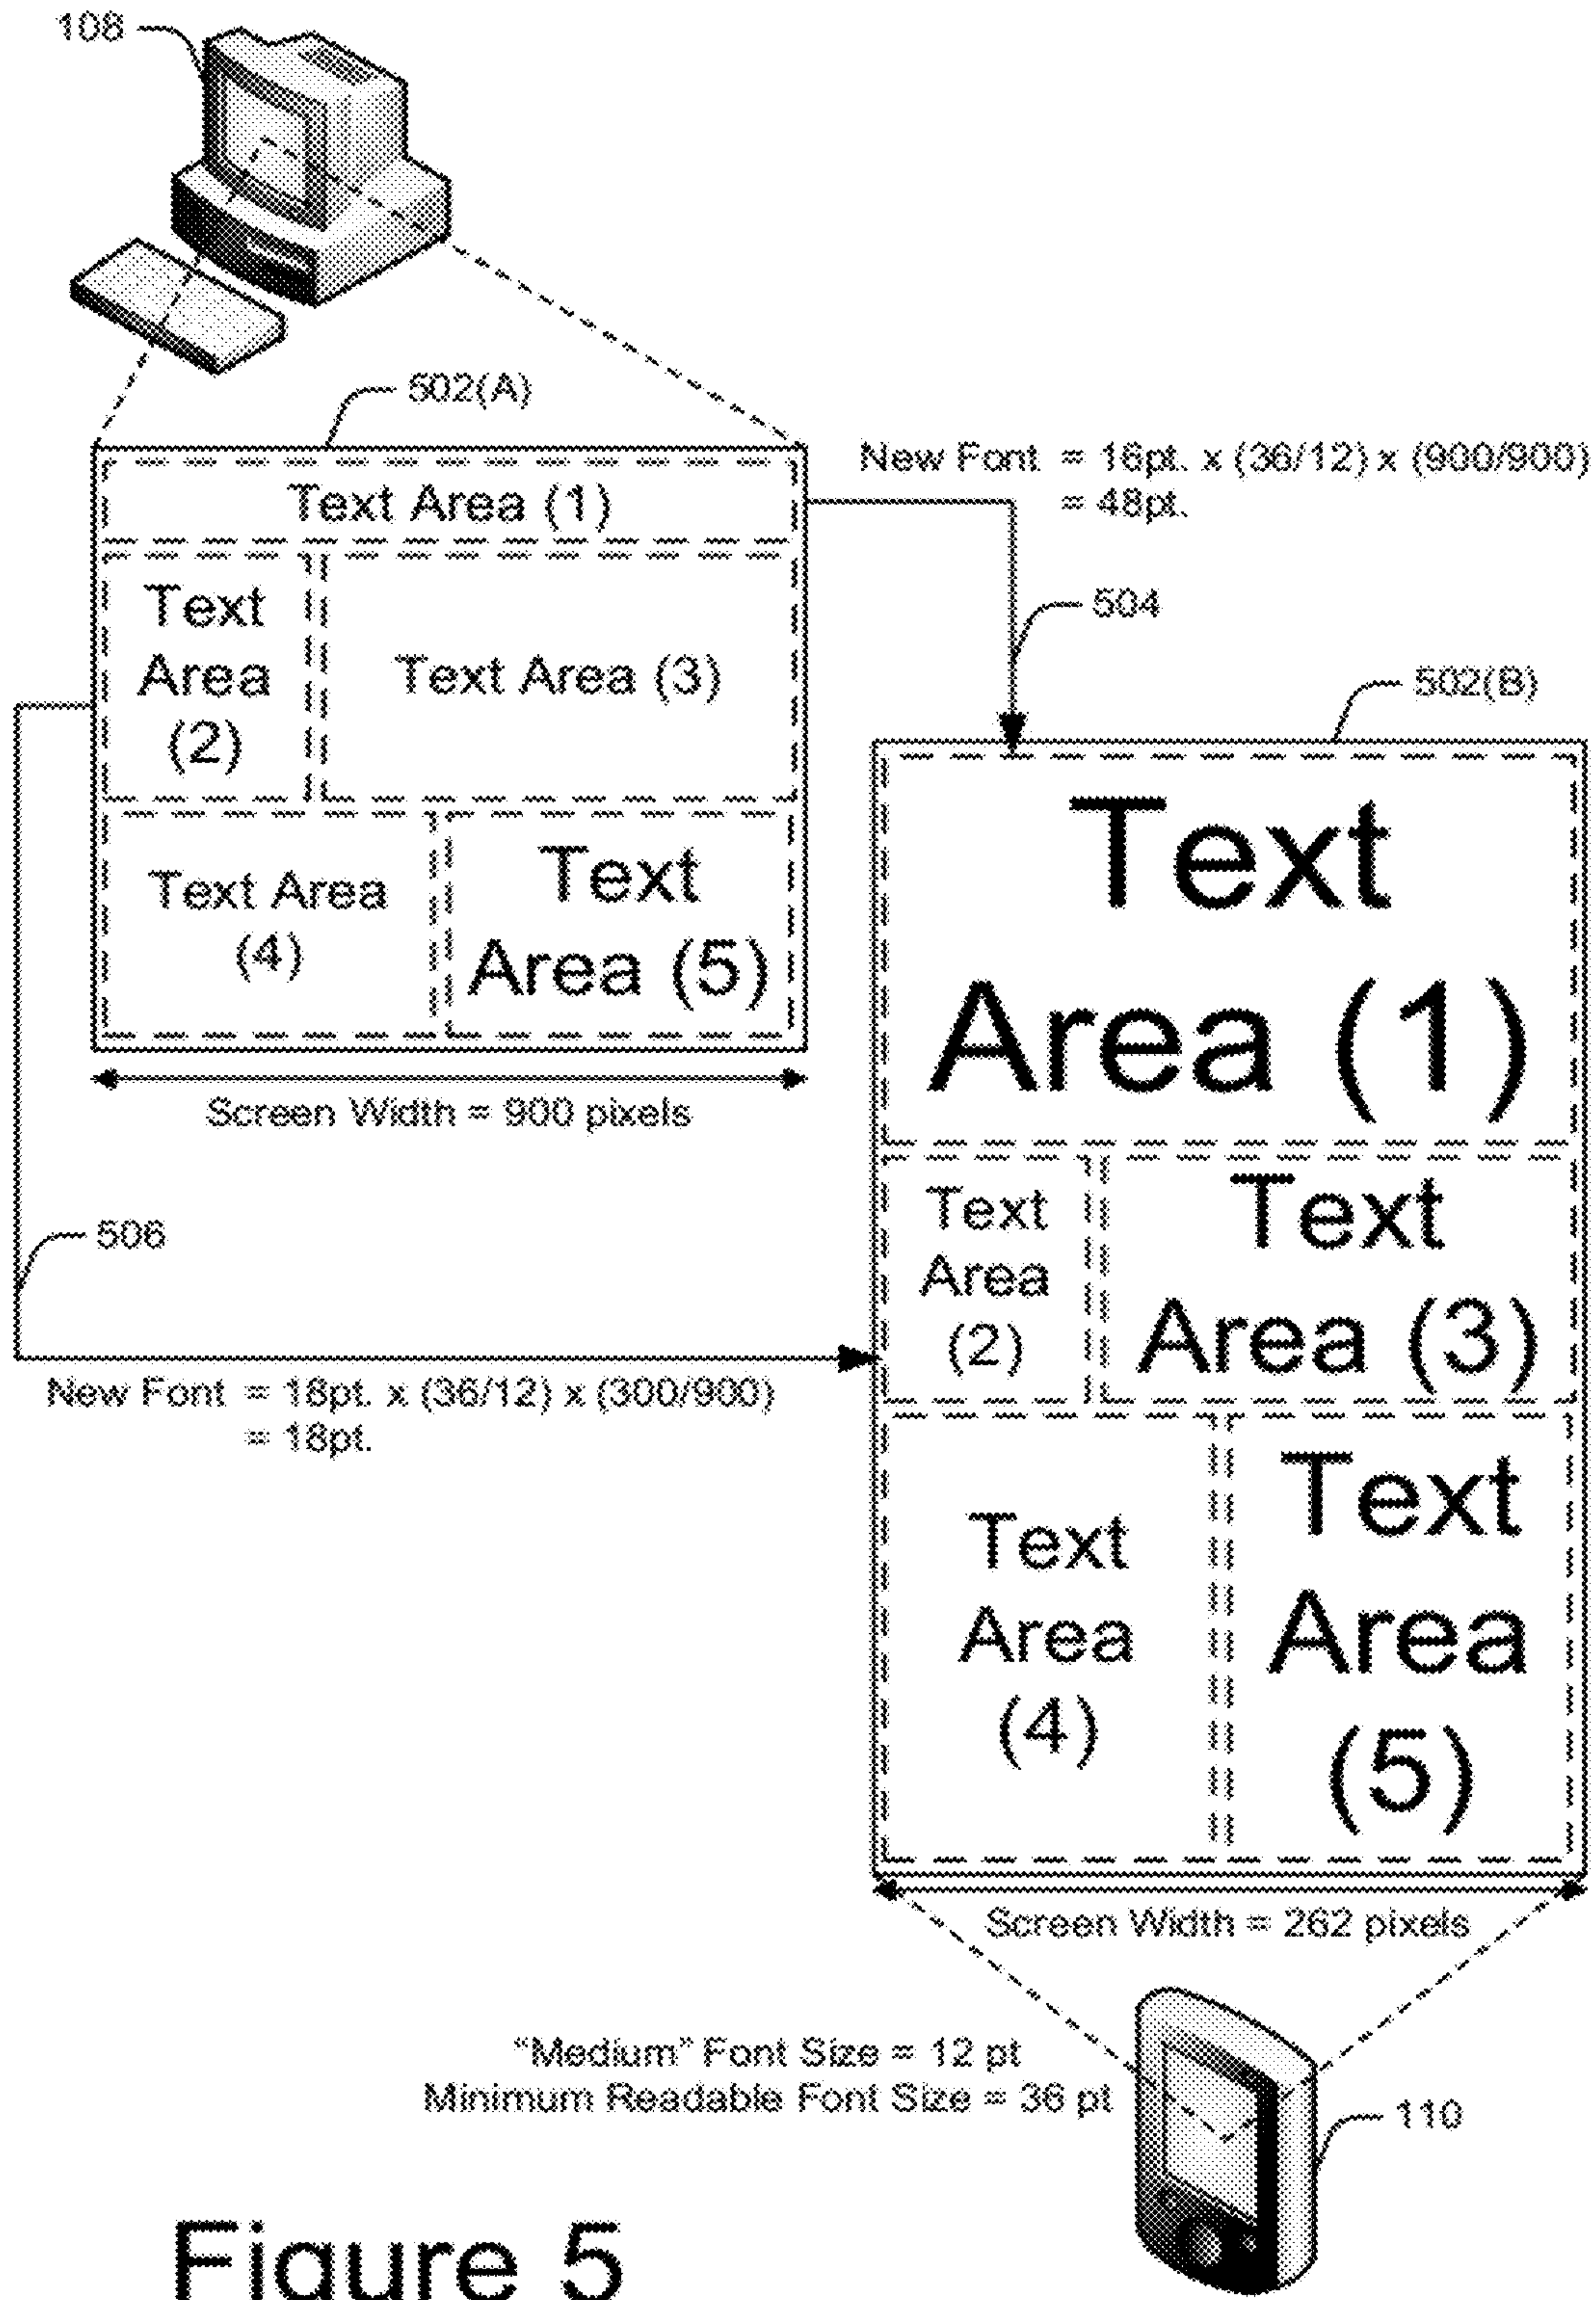 108
502(A)
New Font = 16pt. x (36/12) x (900/900)
= 48pt.
Text Area (1)
504
Text
Area
(2)
Text Area (3)
502(B)
Text Area
(4)
Text
Area (5)
Screen Width = 900 pixels
Text
Area (1)
506
Text
Area
(2)
Text
Area (3)
New Font = 18pt. x (36/12) x (300/900)
= 18pt.
Text
Area
(4)
Text
Area
(5)
Screen Width = 262 pixels
"Medium" Font Size = 12 pt
Minimum Readable Font Size = 36 pt
110
Figure 5